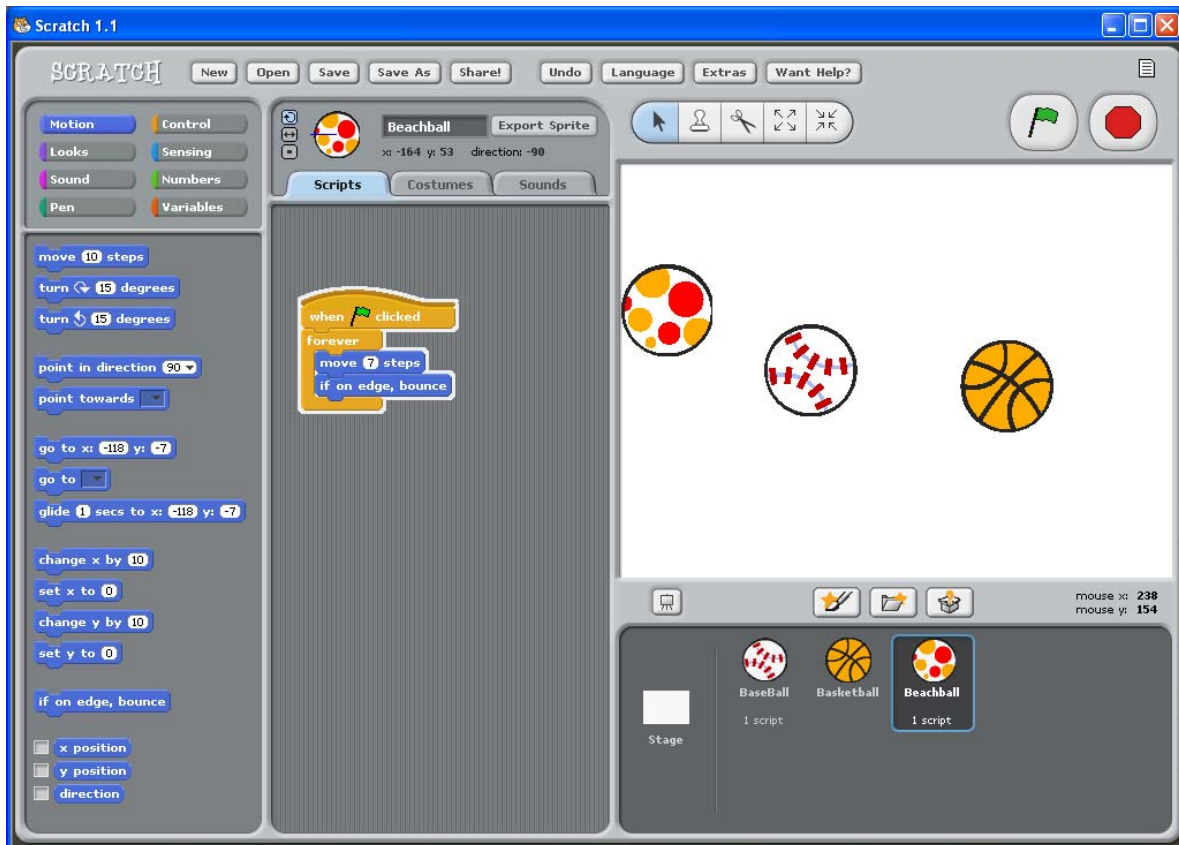 Scratch 1.1
SCRATCH
New Open Save Save As Share! Undo Language Extras Want Help?
Motion Control
Looks Sensing
Sound Numbers
Pen Variables
move 10 steps
turn 15 degrees
turn 15 degrees
point in direction 90
point towards
go to x: -118 y: -7
go to
glide 1 secs to x: -118 y: -7
change x by 10
set x to 0
change y by 10
set y to 0
if on edge, bounce
x position
y position
direction
Beachball Export Sprite
x: -164 y: 53 direction: -90
Scripts Costumes Sounds
when clicked
forever
move 7 steps
if on edge, bounce
mouse x: 238
mouse y: 154
Stage
BaseBall
1 script
Basketball
Beachball
1 script